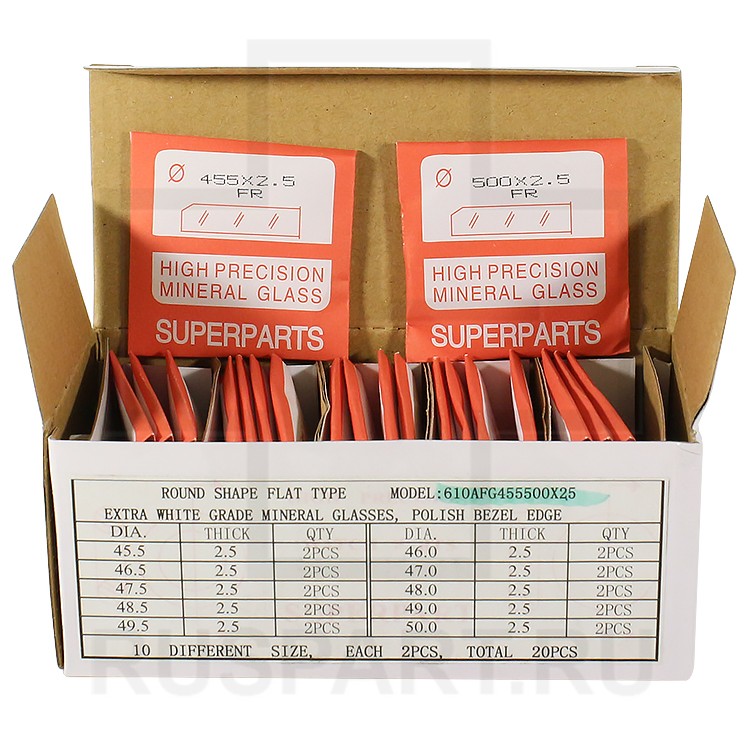 Ø 455X2.5
FR
HIGH PRECISION
MINERAL GLASS
SUPERPARTS
Ø 500X2.5
FR
HIGH PRECISION
MINERAL GLASS
SUPERPARTS
ROUND SHAPE FLAT TYPE MODEL:610AFG455500X25
EXTRA WHITE GRADE MINERAL GLASSES, POLISH BEZEL EDGE
DIA. THICK QTY DIA. THICK QTY
45.5 2.5 2PCS 46.0 2.5 2PCS
46.5 2.5 2PCS 47.0 2.5 2PCS
47.5 2.5 2PCS 48.0 2.5 2PCS
48.5 2.5 2PCS 49.0 2.5 2PCS
49.5 2.5 2PCS 50.0 2.5 2PCS
10 DIFFERENT SIZE, EACH 2PCS, TOTAL 20PCS
RUSPART.RU